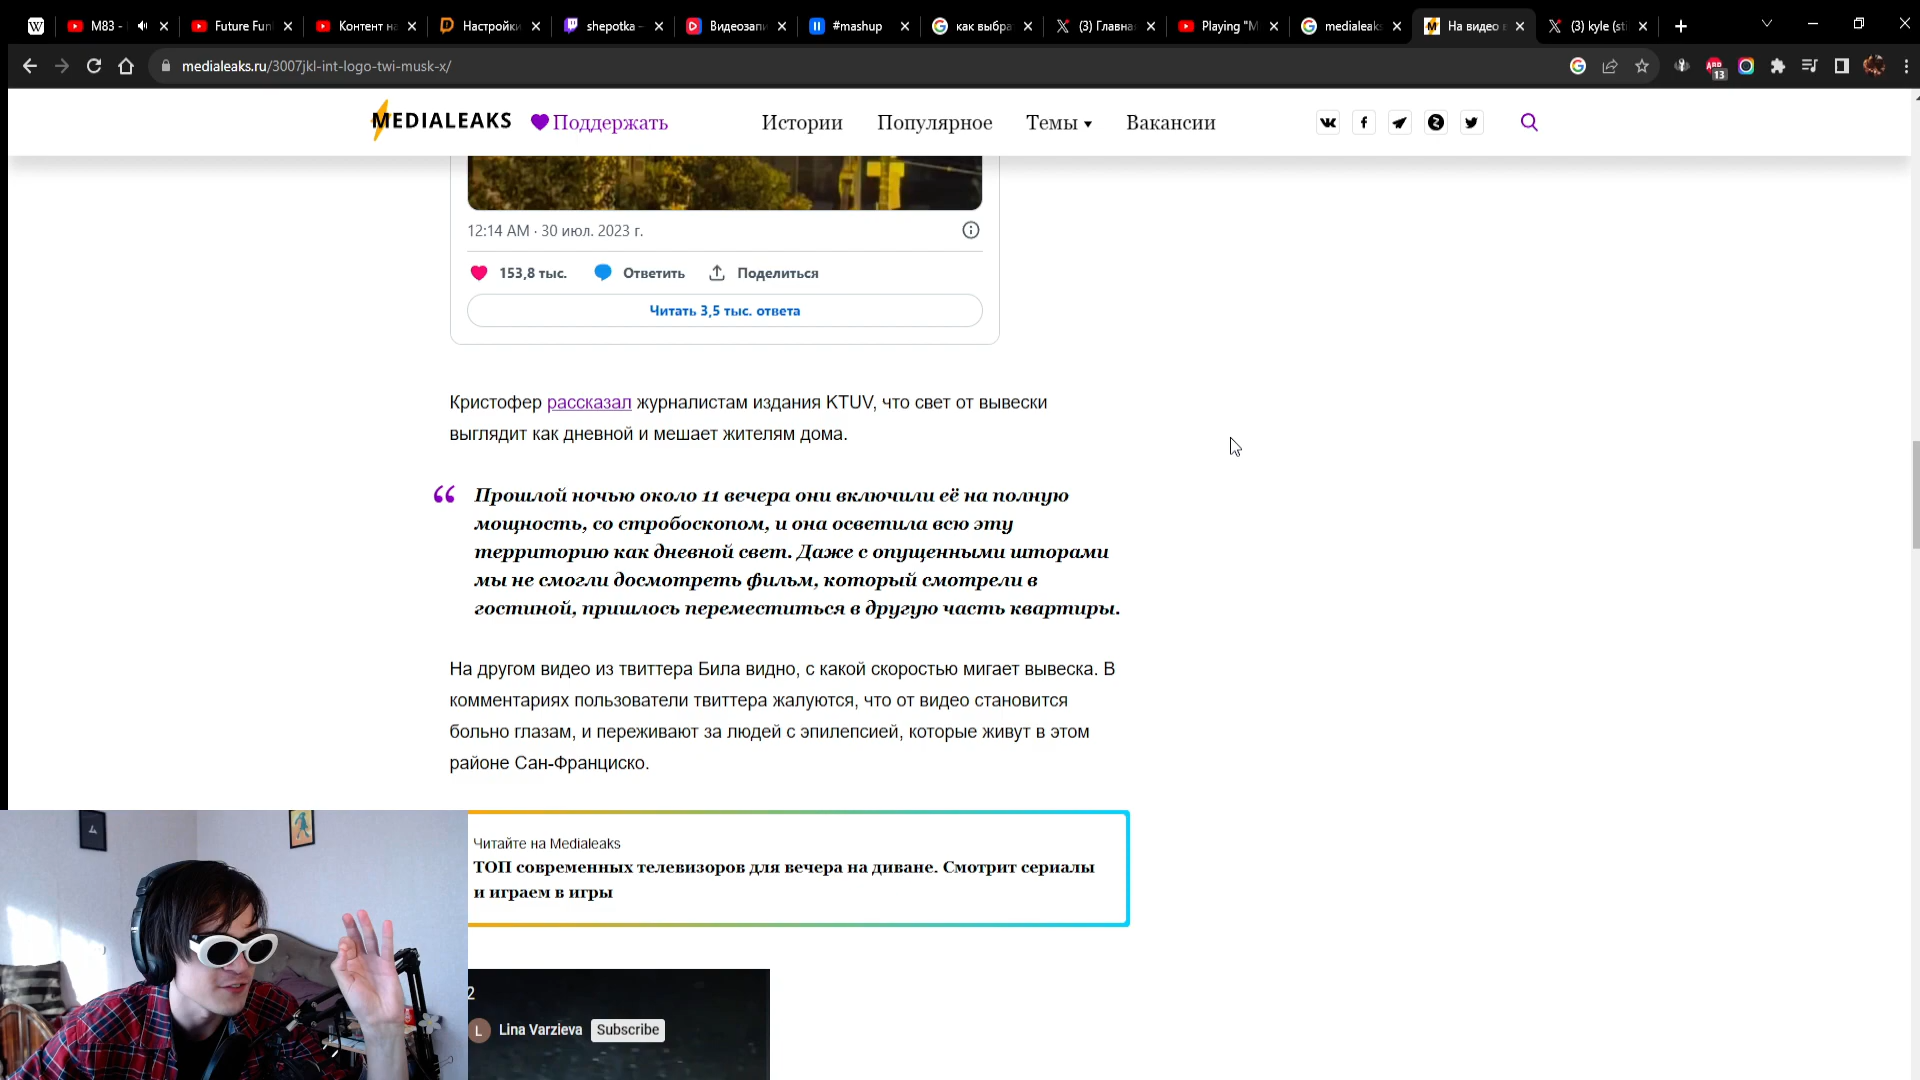 M83 -
Future Fun
Контент на
Настройки
shepotka -
Видеозапи
#mashup
как выбра
(3) Главна
Playing "M
medialeaks
На видео в
(3) kyle (sti
medialeaks.ru/3007jkl-int-logo-twi-musk-x/
ABP
13
MEDIALEAKS
Поддержать
Истории
Популярное
Темы
Вакансии
12:14 AM · 30 июл. 2023 г.
153,8 тыс.
Ответить
Поделиться
Читать 3,5 тыс. ответа
Кристофер рассказал журналистам издания KTUV, что свет от вывески
выглядит как дневной и мешает жителям дома.
“ Прошлой ночью около 11 вечера они включили её на полную
мощность, со стробоскопом, и она осветила всю эту
территорию как дневной свет. Даже с опущенными шторами
мы не смогли досмотреть фильм, который смотрели в
гостиной, пришлось переместиться в другую часть квартиры.
На другом видео из твиттера Била видно, с какой скоростью мигает вывеска. В
комментариях пользователи твиттера жалуются, что от видео становится
больно глазам, и переживают за людей с эпилепсией, которые живут в этом
районе Сан-Франциско.
Читайте на Medialeaks
ТОП современных телевизоров для вечера на диване. Смотрит сериалы
и играем в игры
2
L
Lina Varzieva
Subscribe